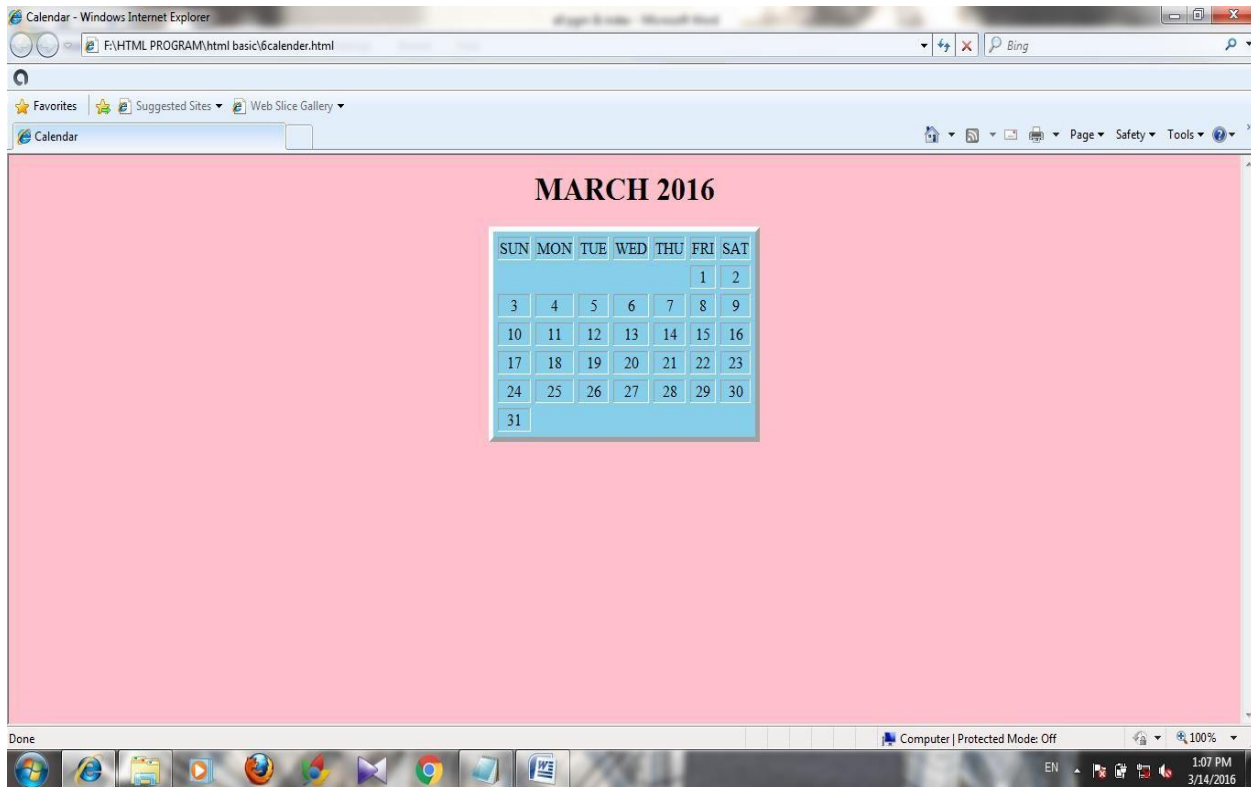 Calendar - Windows Internet Explorer
F:\HTML PROGRAM\html basic\6calender.html
Bing
Favorites Suggested Sites Web Slice Gallery
Calendar
Page Safety Tools
MARCH 2016
SUN MON TUE WED THU FRI SAT
1 2
3 4 5 6 7 8 9
10 11 12 13 14 15 16
17 18 19 20 21 22 23
24 25 26 27 28 29 30
31
Done Computer | Protected Mode: Off 100%
EN 1:07 PM
3/14/2016